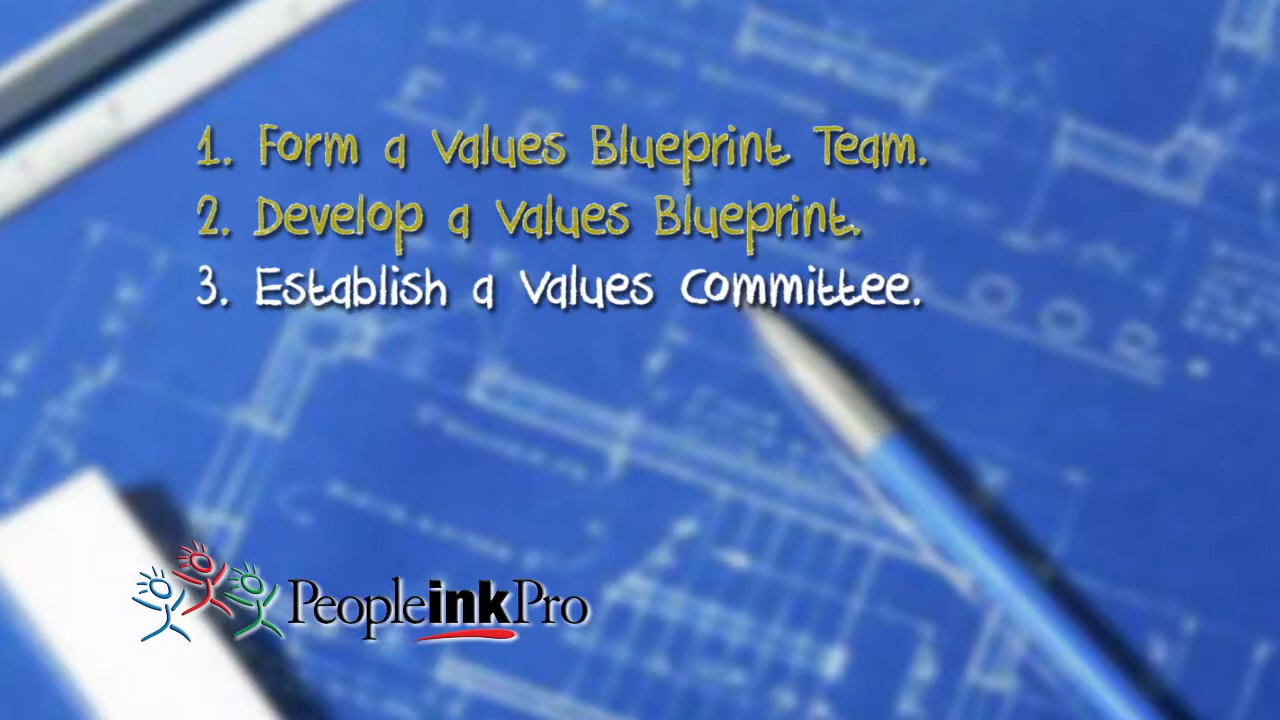 1. Form a Values Blueprint Team.
2. Develop a Values Blueprint.
3. Establish a Values Committee.
PeopleinkPro